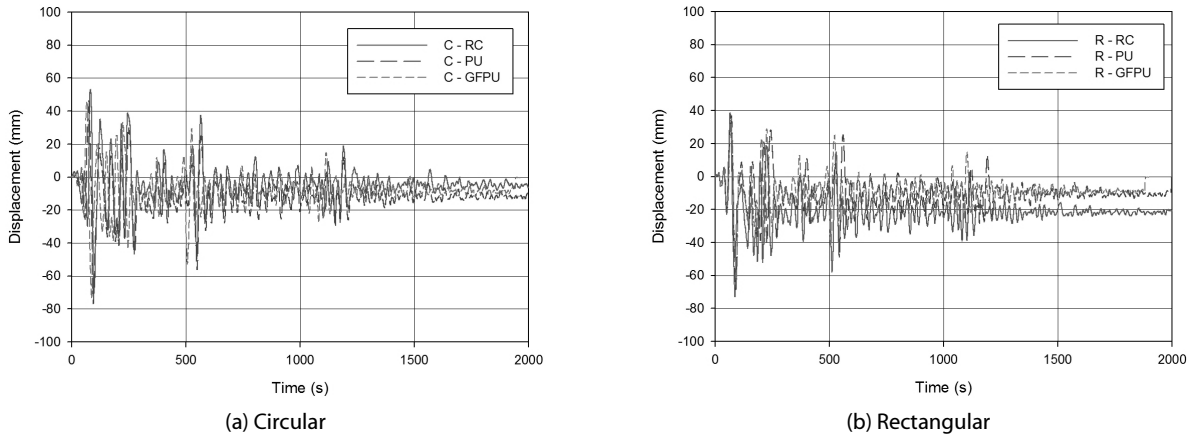 100
80
60
40
20
0
-20
-40
-60
-80
-100
Displacement (mm)
C - RC
C - PU
C - GFPU
0 500 1000 1500 2000
Time (s)
(a) Circular
100
80
60
40
20
0
-20
-40
-60
-80
-100
Displacement (mm)
R - RC
R - PU
R - GFPU
0 500 1000 1500 2000
Time (s)
(b) Rectangular